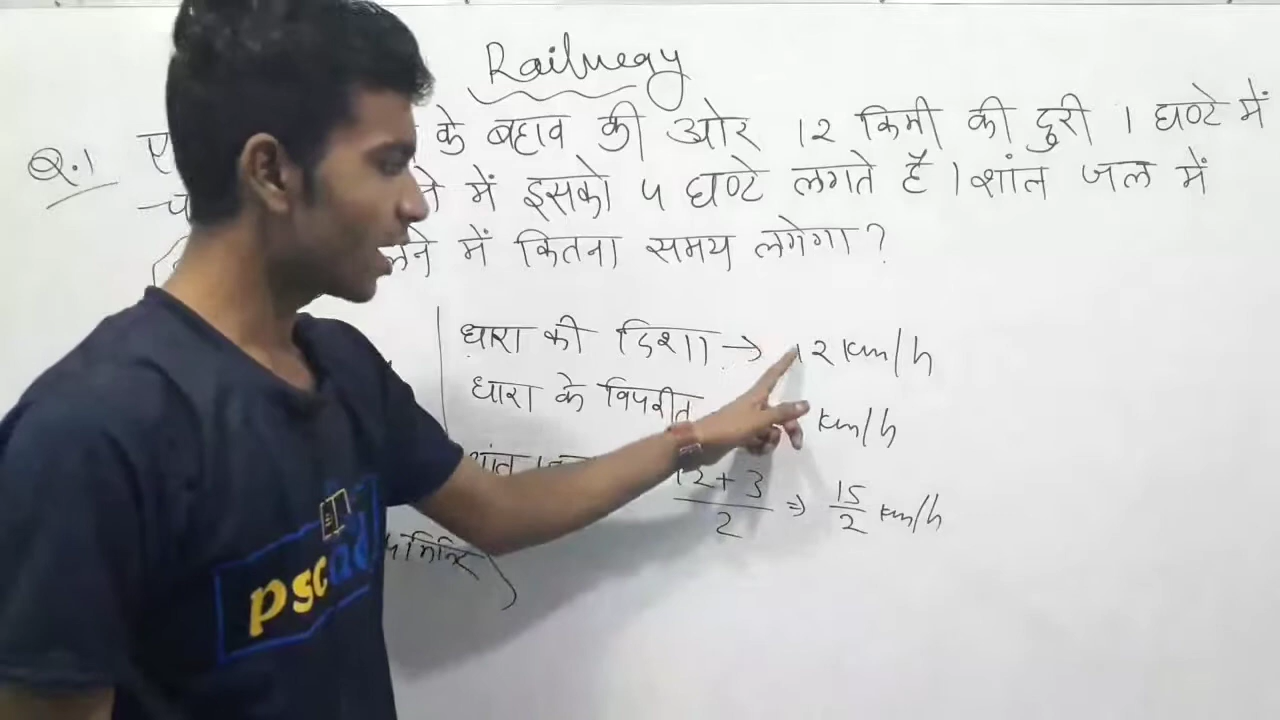 Railway
Q.1 ए के बहाव की ओर 12 किमी की दुरी 1 घण्टे में
में इसको 4 घण्टे लगते है । शांत जल में
लने में कितना समय लगेगा ?
धारा की दिशा → 12 km/h
धारा के विपरीत km/h
शांत 12+3/2 ⇒ 15/2 km/h